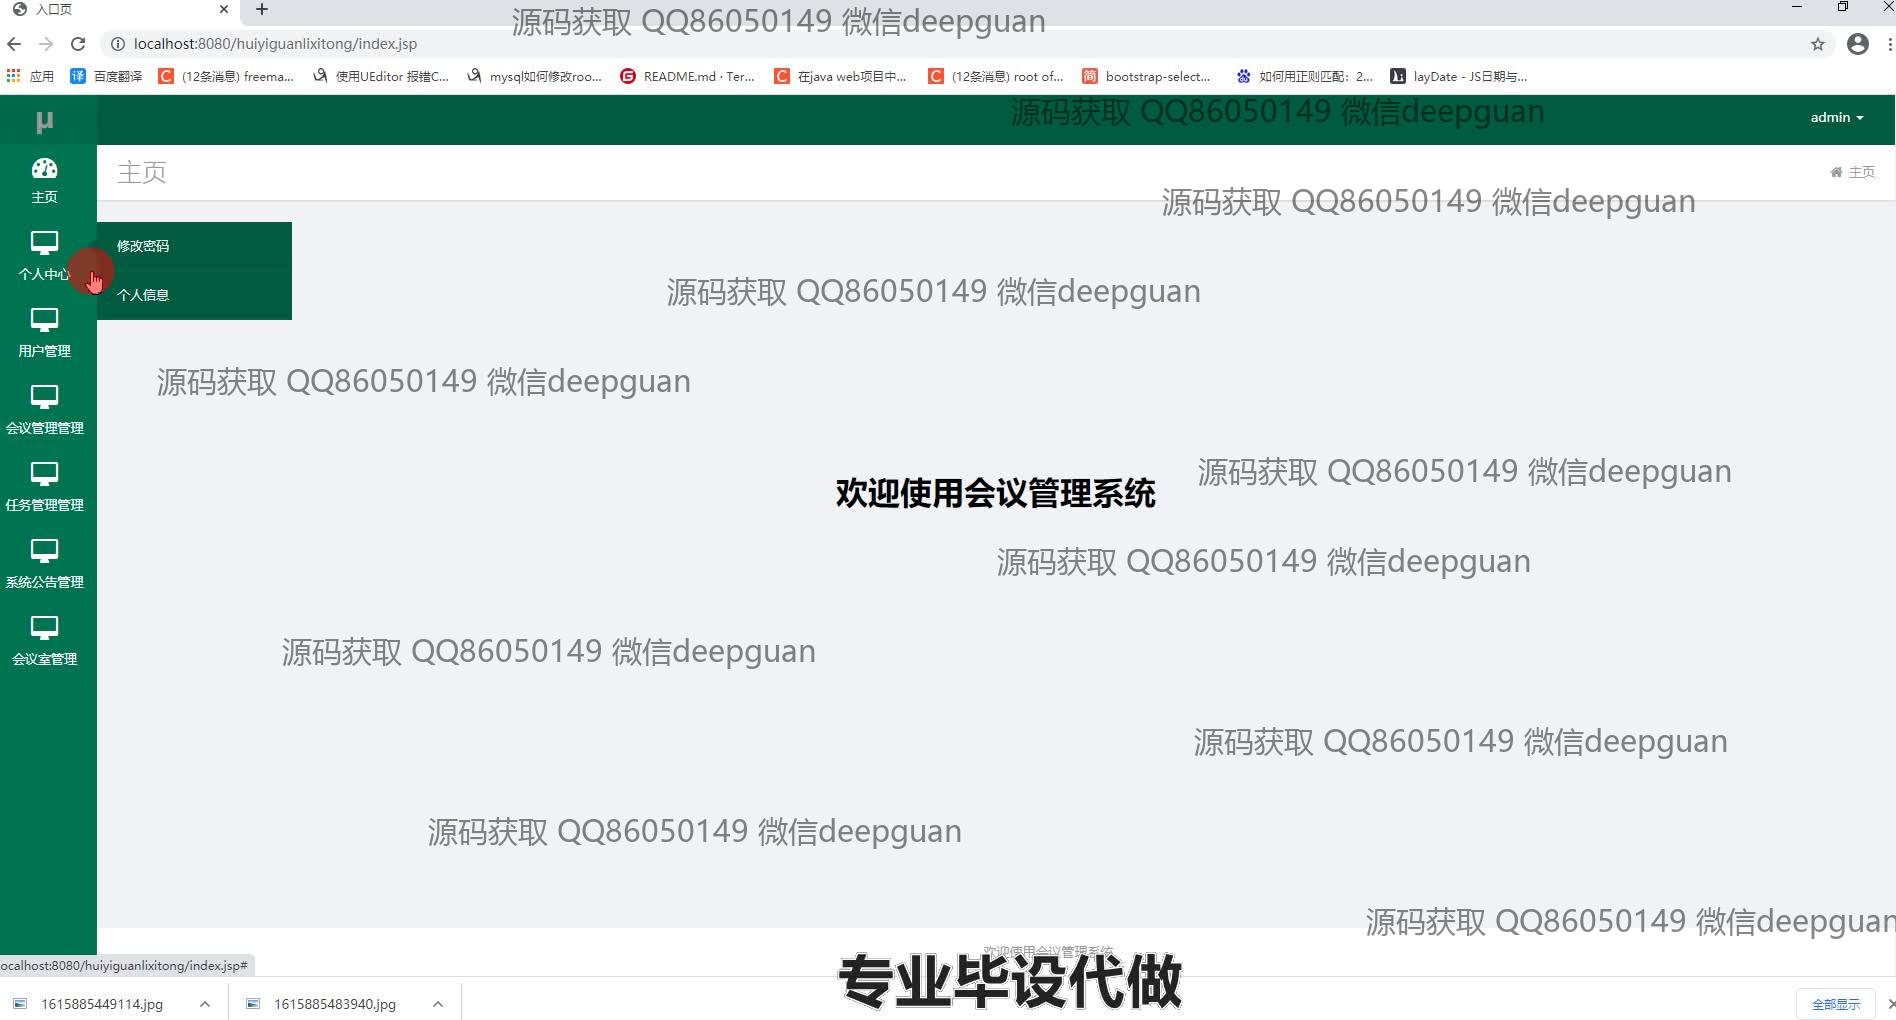 入口页
源码获取 QQ86050149 微信deepguan
localhost:8080/huiyiguanlixitong/index.jsp
应用
百度翻译
(12条消息) freema...
使用UEditor 报错C...
mysql如何修改roo...
README.md · Ter...
在java web项目中...
(12条消息) root of...
bootstrap-select...
如何用正则匹配：2...
layDate - JS日期与...
μ
源码获取 QQ86050149 微信deepguan
admin
主页
主页
主页
源码获取 QQ86050149 微信deepguan
修改密码
个人中心
个人信息
源码获取 QQ86050149 微信deepguan
用户管理
源码获取 QQ86050149 微信deepguan
会议管理管理
源码获取 QQ86050149 微信deepguan
欢迎使用会议管理系统
任务管理管理
源码获取 QQ86050149 微信deepguan
系统公告管理
源码获取 QQ86050149 微信deepguan
会议室管理
源码获取 QQ86050149 微信deepguan
源码获取 QQ86050149 微信deepguan
源码获取 QQ86050149 微信deepguan
欢迎使用会议管理系统
ocalhost:8080/huiyiguanlixitong/index.jsp#
专业毕设代做
1615885449114.jpg
1615885483940.jpg
全部显示